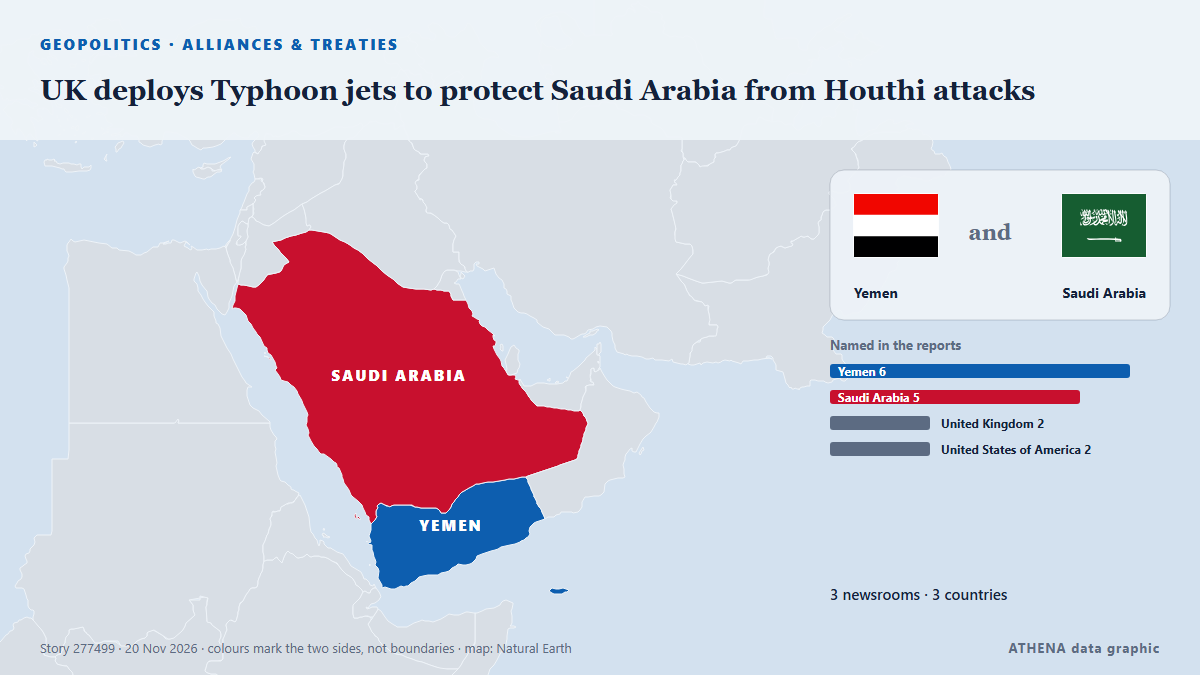 GEOPOLITICS · ALLIANCES & TREATIES
UK deploys Typhoon jets to protect Saudi Arabia from Houthi attacks
and
Yemen
Saudi Arabia
Named in the reports
Yemen 6
Saudi Arabia 5
United Kingdom 2
United States of America 2
SAUDI ARABIA
YEMEN
3 newsrooms · 3 countries
Story 277499 · 20 Nov 2026 · colours mark the two sides, not boundaries · map: Natural Earth
ATHENA data graphic